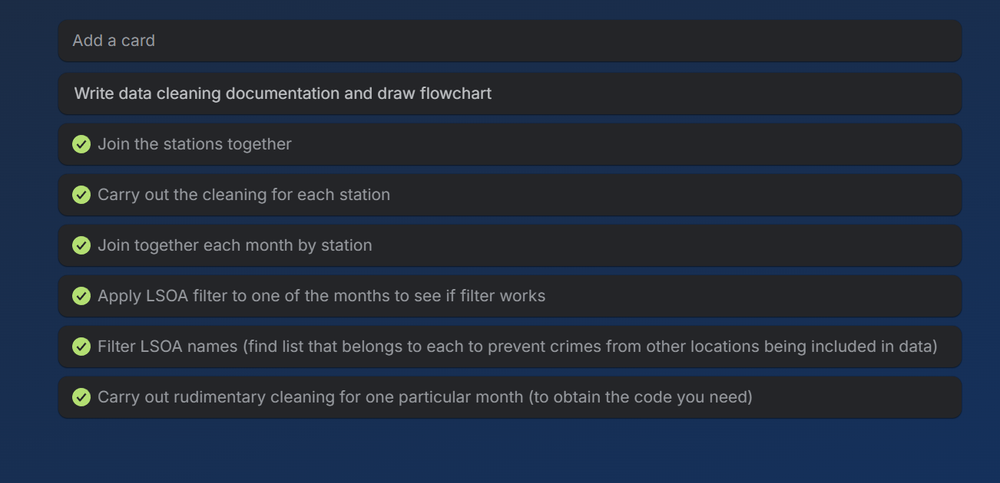 Add a card
Write data cleaning documentation and draw flowchart
Join the stations together
Carry out the cleaning for each station
Join together each month by station
Apply LSOA filter to one of the months to see if filter works
Filter LSOA names (find list that belongs to each to prevent crimes from other locations being included in data)
Carry out rudimentary cleaning for one particular month (to obtain the code you need)